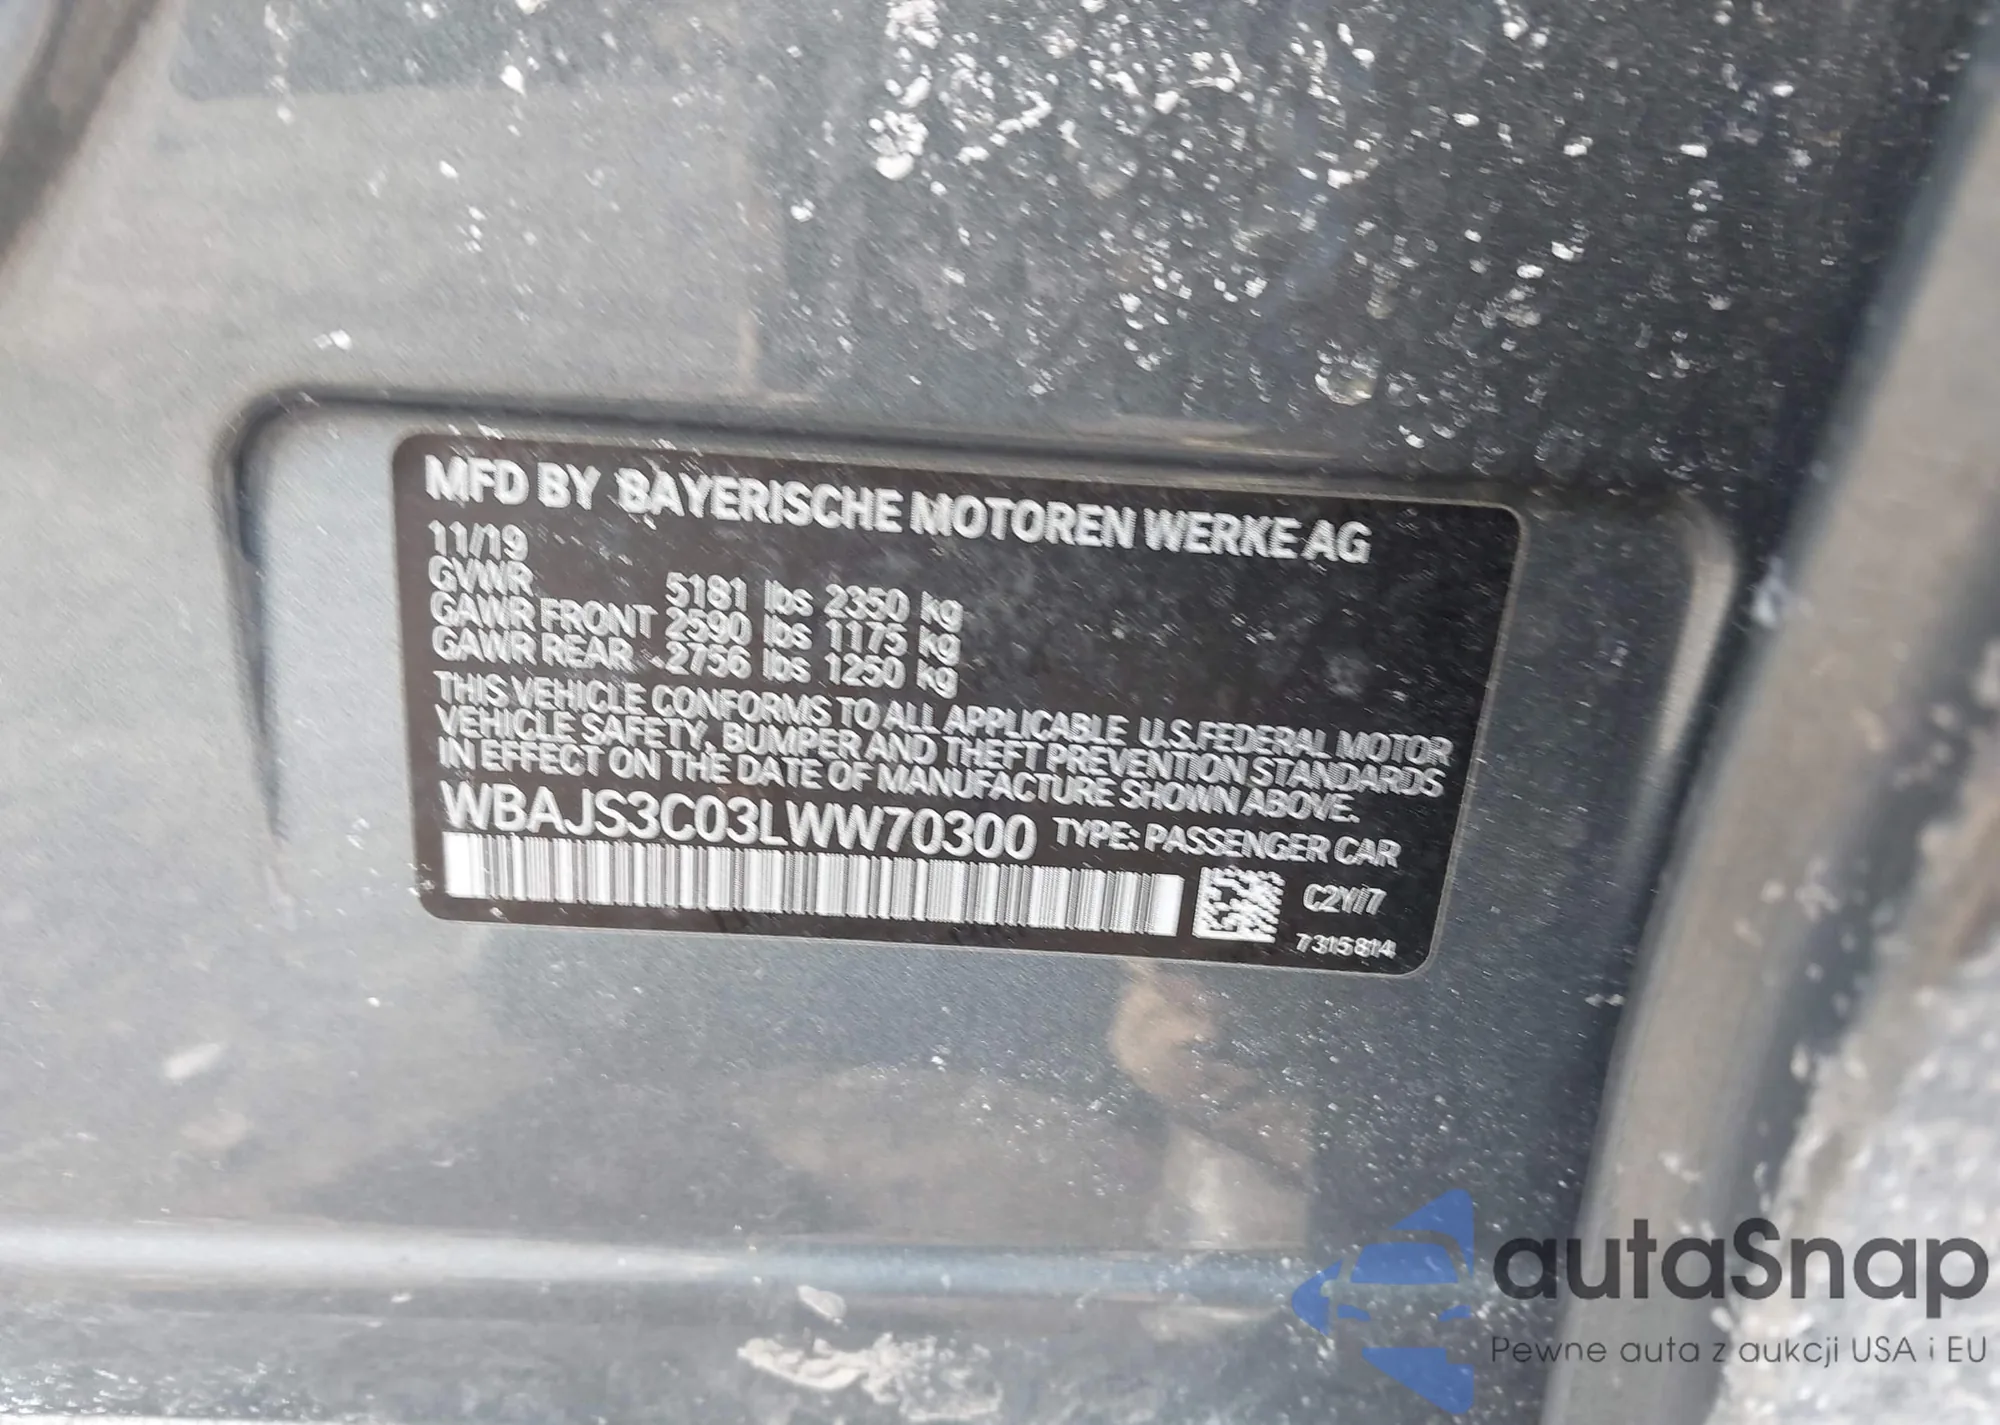 MFD BY BAYERISCHE MOTOREN WERKE AG
11/19
GVWR 5181 lbs 2350 kg
GAWR FRONT 2590 lbs 1175 kg
GAWR REAR 2756 lbs 1250 kg
THIS VEHICLE CONFORMS TO ALL APPLICABLE U.S.FEDERAL MOTOR
VEHICLE SAFETY, BUMPER AND THEFT PREVENTION STANDARDS
IN EFFECT ON THE DATE OF MANUFACTURE SHOWN ABOVE.
WBAJS3C03LWW70300 TYPE: PASSENGER CAR
C2Y/7
7315814
autaSnap
Pewne auta z aukcji USA i EU